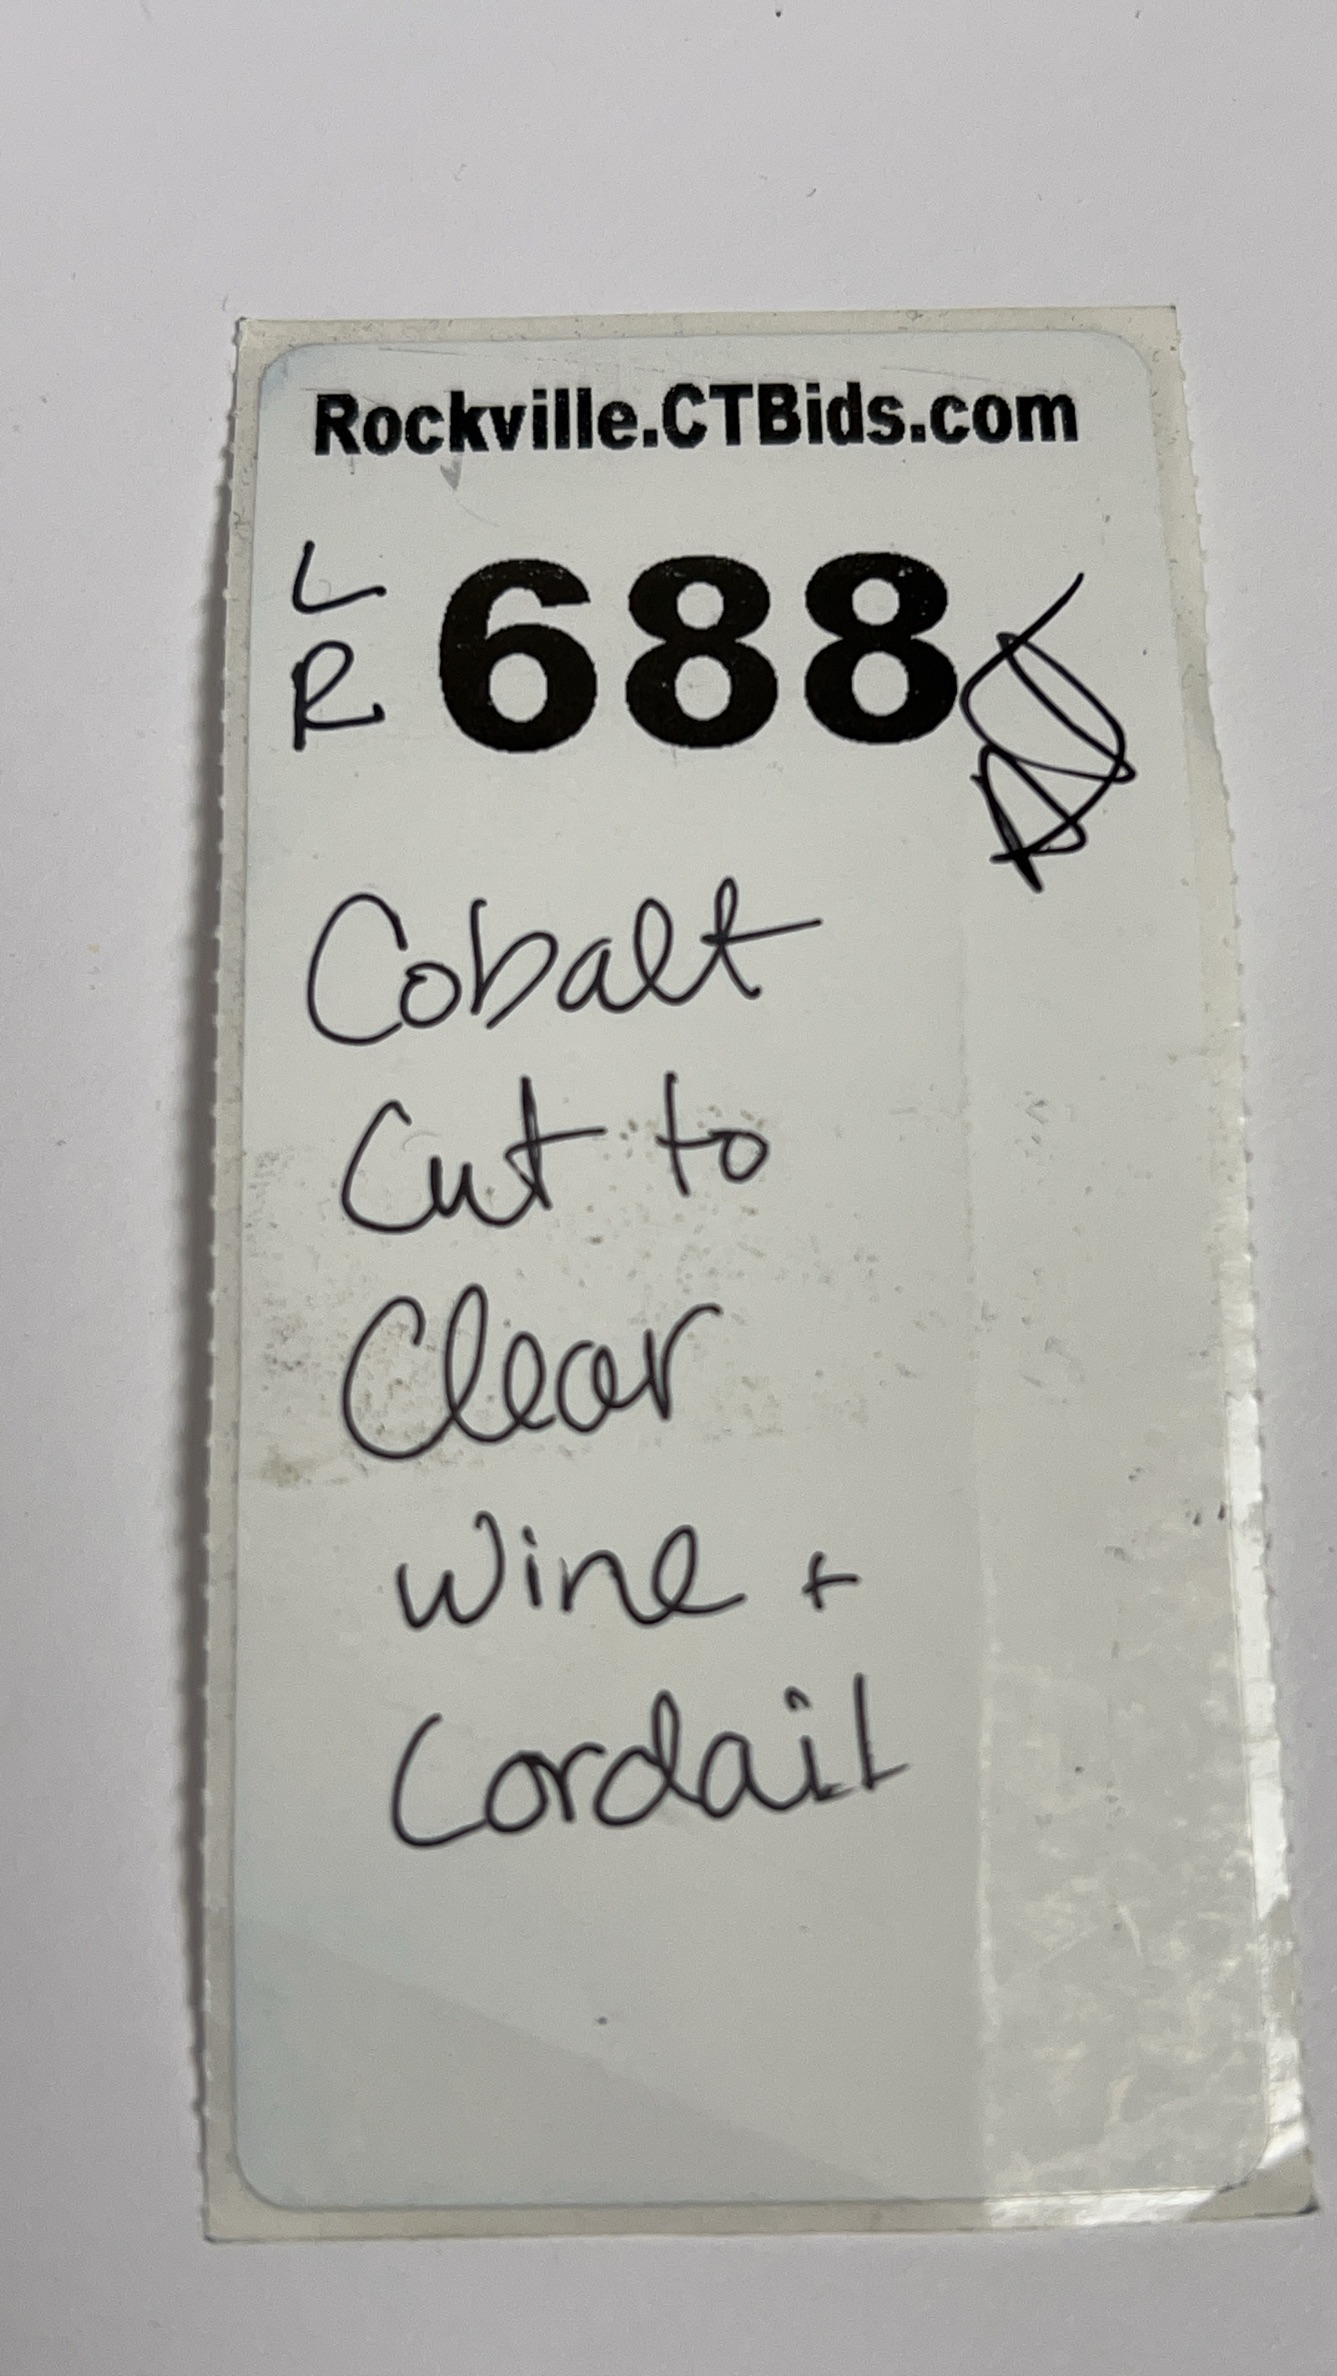 Rockville.CTBids.com
L
R
688
Cobalt
Cut to
Clear
Wine +
Cordail